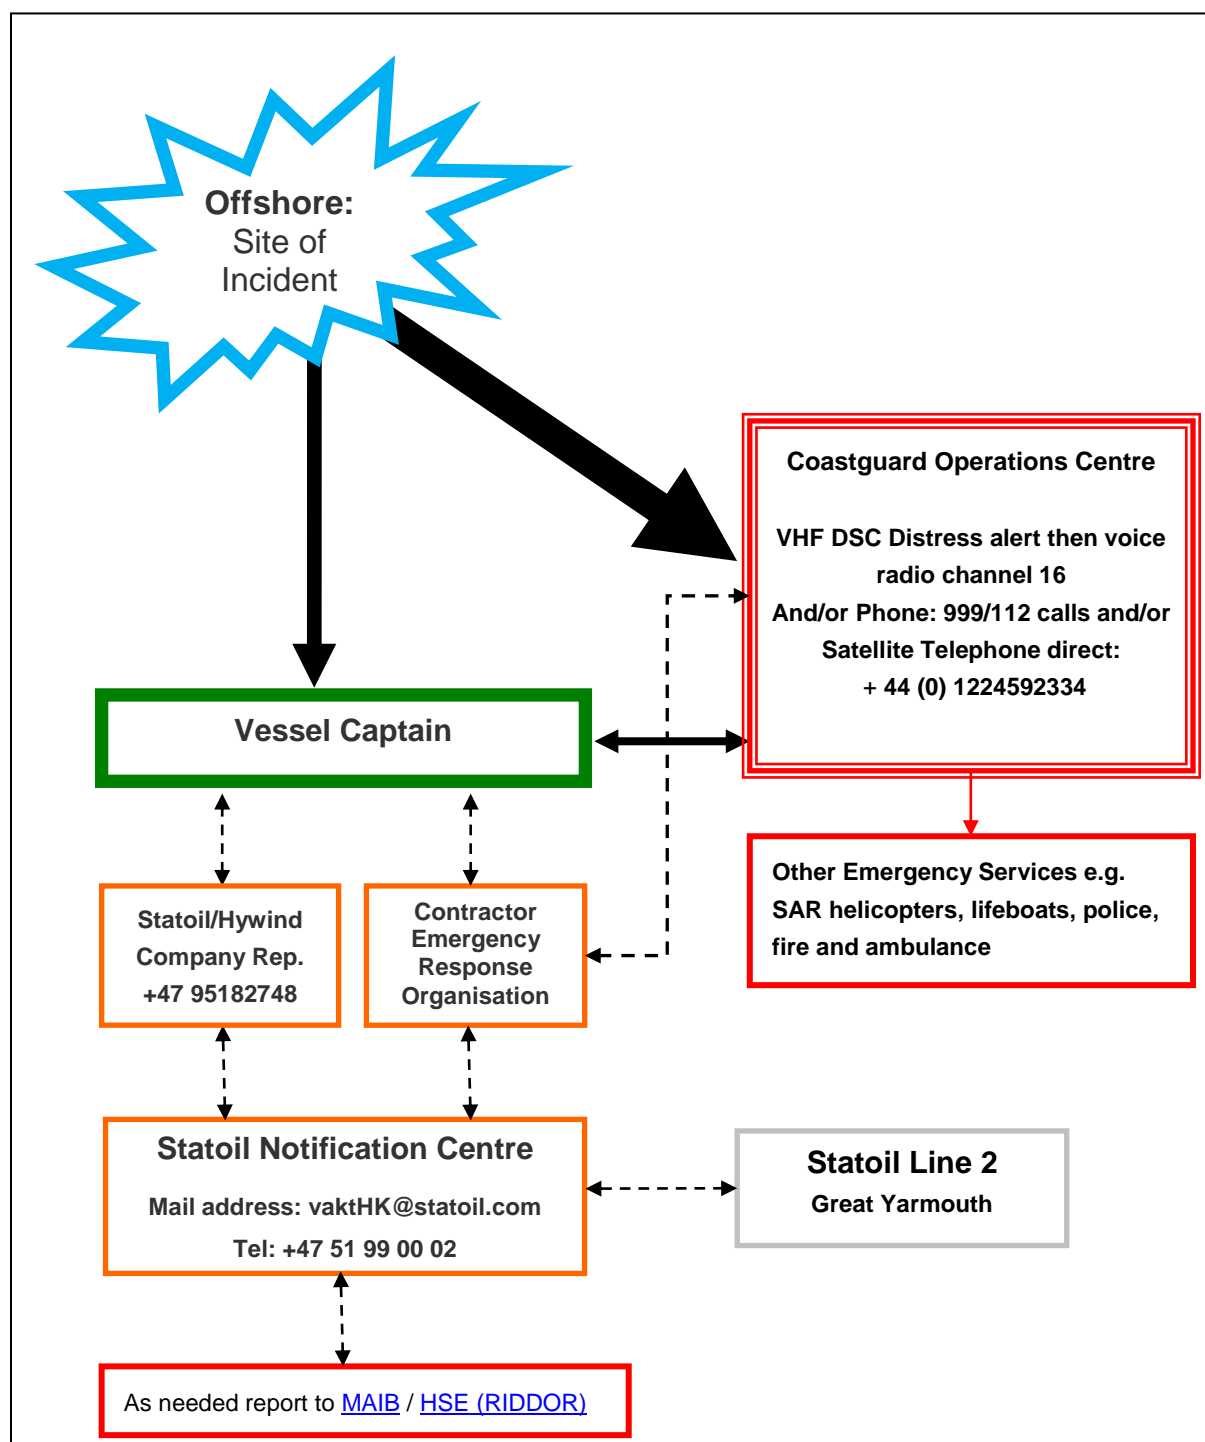 Offshore:
Site of
Incident
Coastguard Operations Centre
VHF DSC Distress alert then voice
radio channel 16
And/or Phone: 999/112 calls and/or
Satellite Telephone direct:
+ 44 (0) 1224592334
Vessel Captain
Other Emergency Services e.g.
SAR helicopters, lifeboats, police,
fire and ambulance
Statoil/Hywind
Company Rep.
+47 95182748
Contractor
Emergency
Response
Organisation
Statoil Notification Centre
Mail address: vaktHK@statoil.com
Tel: +47 51 99 00 02
Statoil Line 2
Great Yarmouth
As needed report to MAIB / HSE (RIDDOR)